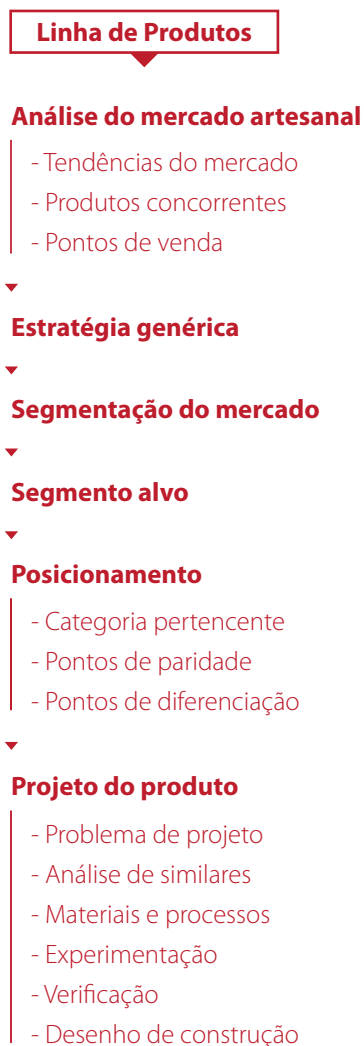 Linha de Produtos
Análise do mercado artesanal
- Tendências do mercado
- Produtos concorrentes
- Pontos de venda
Estratégia genérica
Segmentação do mercado
Segmento alvo
Posicionamento
- Categoria pertencente
- Pontos de paridade
- Pontos de diferenciação
Projeto do produto
- Problema de projeto
- Análise de similares
- Materiais e processos
- Experimentação
- Verificação
- Desenho de construção